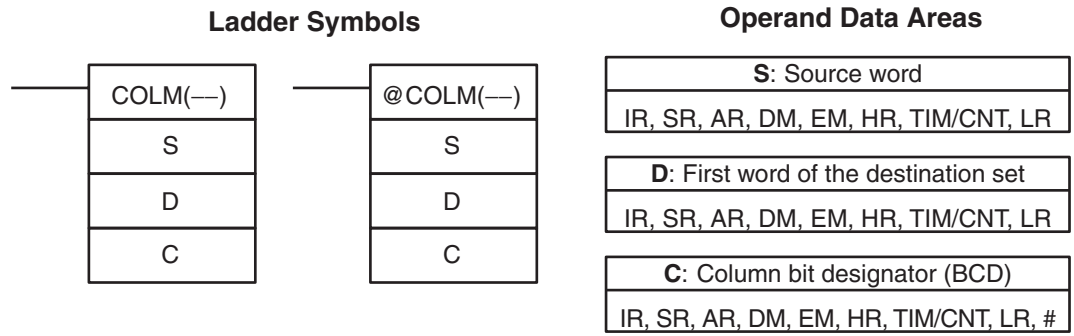 Ladder Symbols
COLM(−−)
S
D
C
@COLM(−−)
S
D
C
Operand Data Areas
S: Source word
IR, SR, AR, DM, EM, HR, TIM/CNT, LR
D: First word of the destination set
IR, SR, AR, DM, EM, HR, TIM/CNT, LR
C: Column bit designator (BCD)
IR, SR, AR, DM, EM, HR, TIM/CNT, LR, #